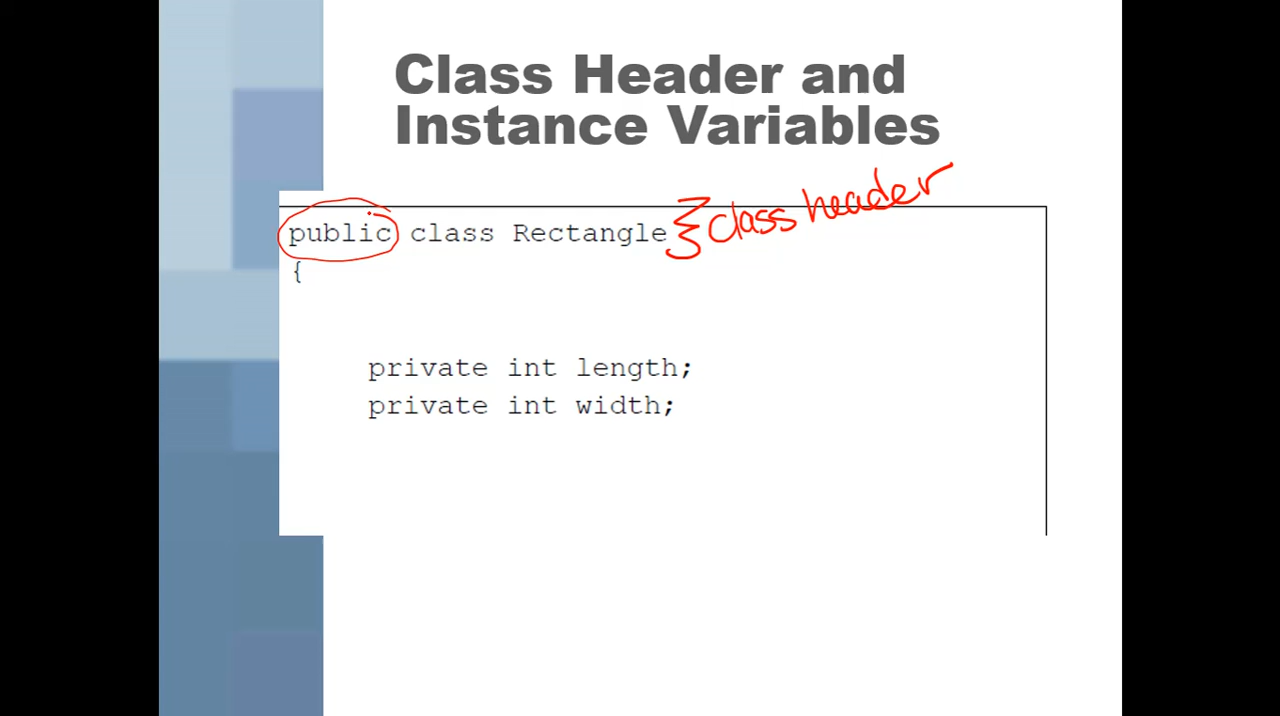 Class Header and
Instance Variables
public class Rectangle } class header
{
private int length;
private int width;